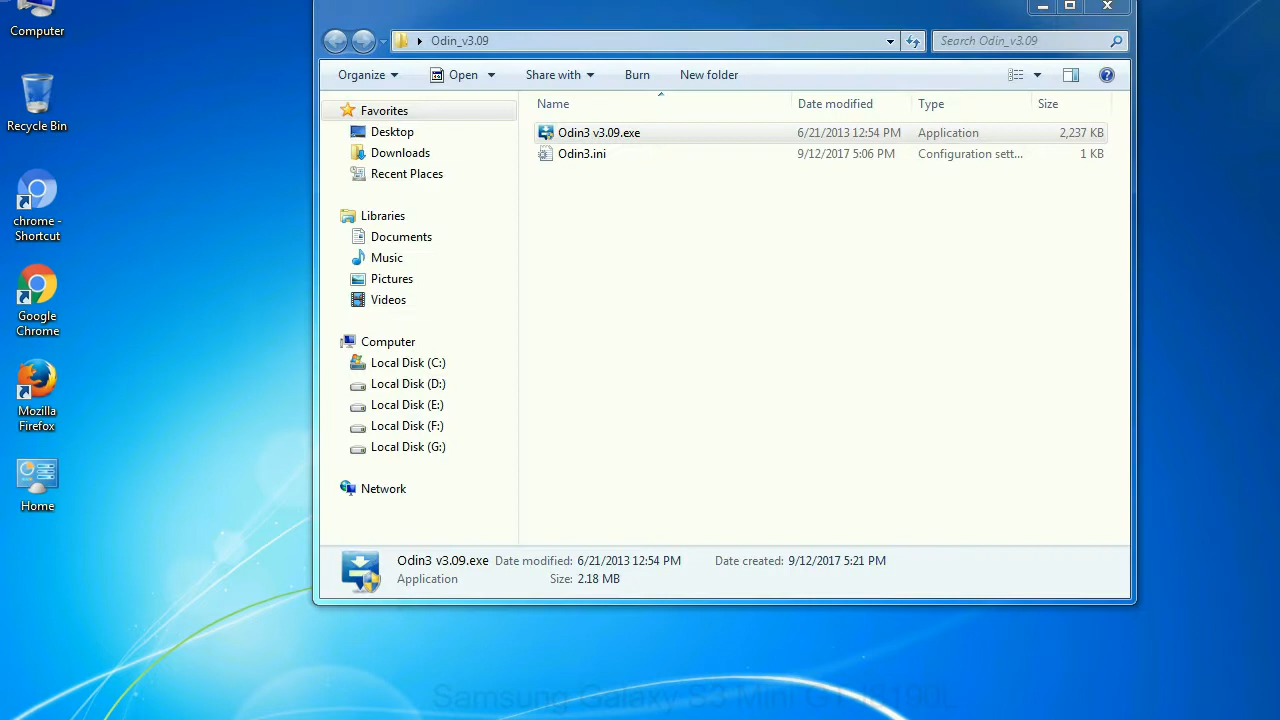 Computer
Recycle Bin
chrome -
Shortcut
Google
Chrome
Mozilla
Firefox
Home
Odin_v3.09
Search Odin_v3.09
Organize Open Share with Burn New folder
Name Date modified Type Size
Odin3 v3.09.exe 6/21/2013 12:54 PM Application 2,237 KB
Odin3.ini 9/12/2017 5:06 PM Configuration sett... 1 KB
Favorites
Desktop
Downloads
Recent Places
Libraries
Documents
Music
Pictures
Videos
Computer
Local Disk (C:)
Local Disk (D:)
Local Disk (E:)
Local Disk (F:)
Local Disk (G:)
Network
Odin3 v3.09.exe Date modified: 6/21/2013 12:54 PM Date created: 9/12/2017 5:21 PM
Application Size: 2.18 MB
Samsung Galaxy S3 Mini